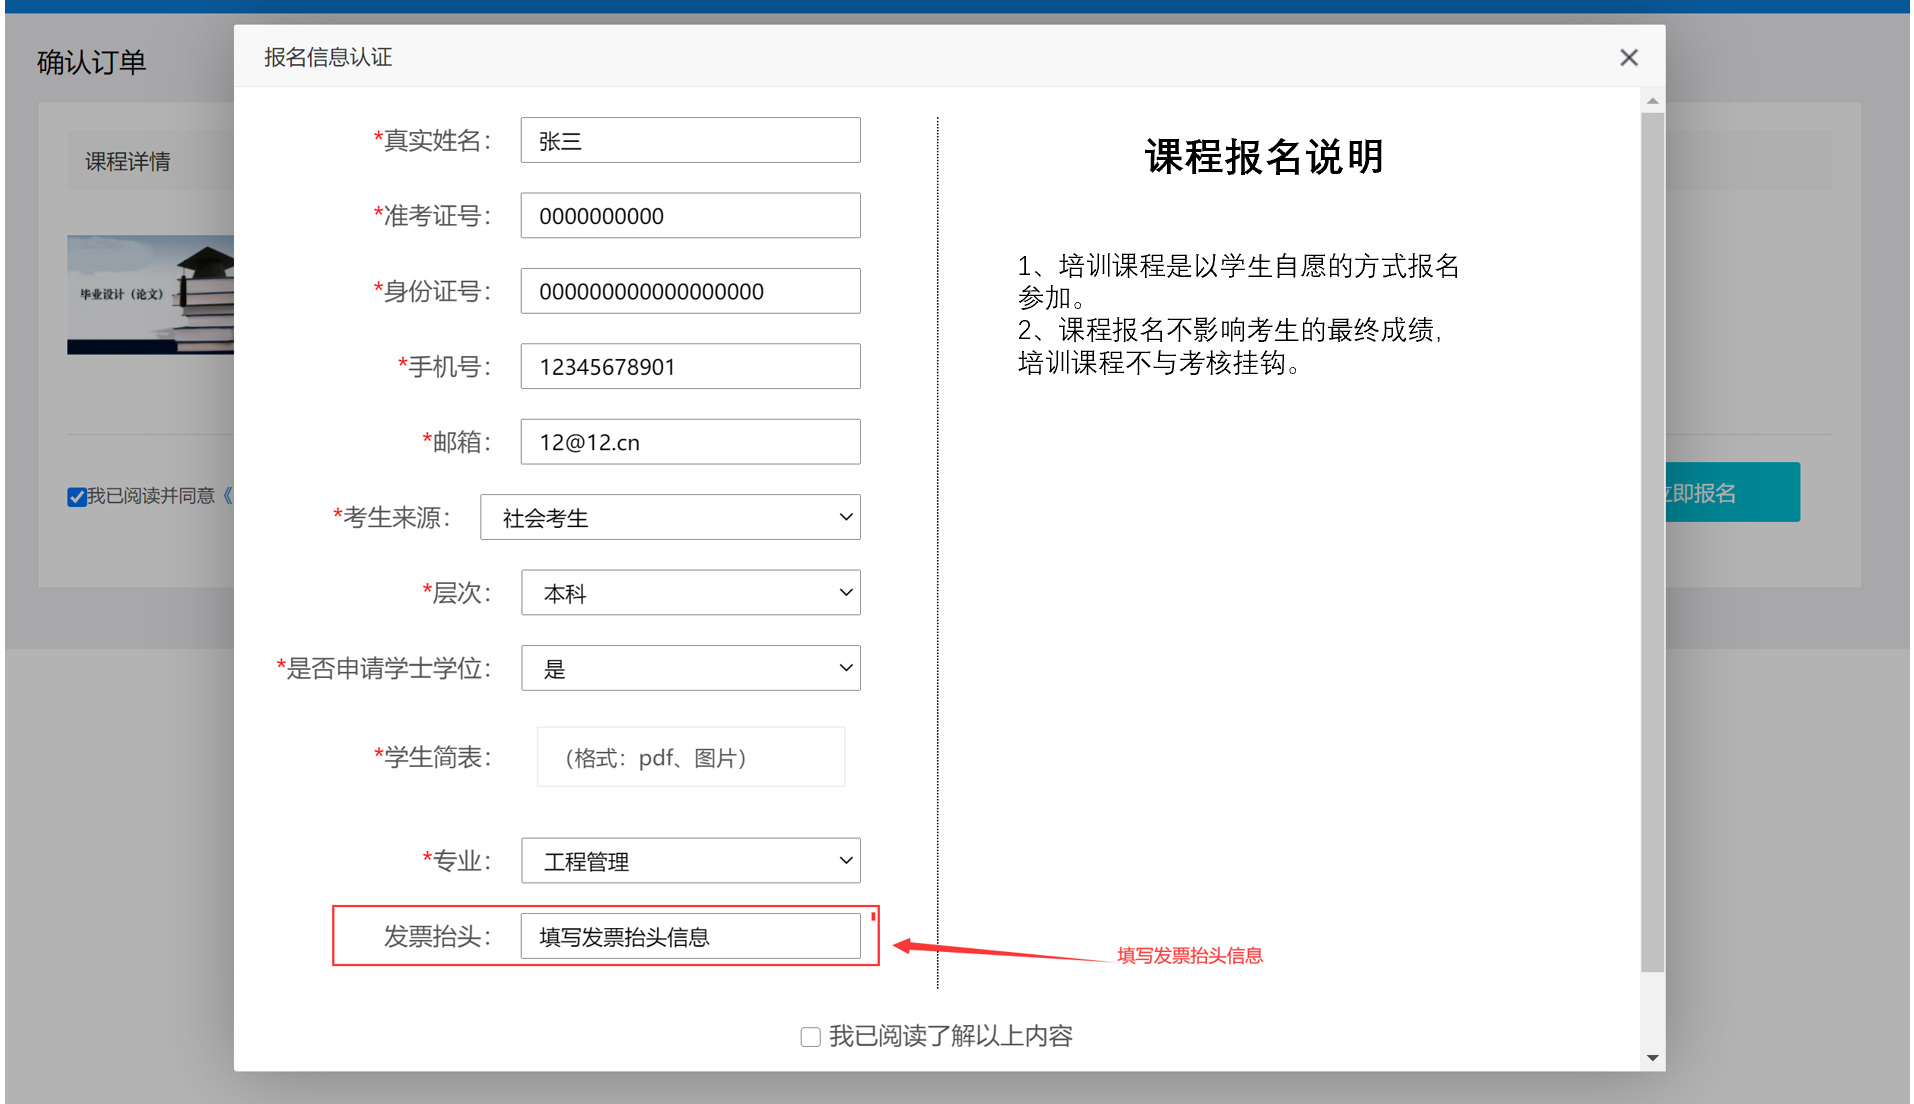 确认订单
报名信息认证
课程详情
毕业设计（论文）
我已阅读并同意《
立即报名
*真实姓名： 张三
*准考证号： 0000000000
*身份证号： 000000000000000000
*手机号： 12345678901
*邮箱： 12@12.cn
*考生来源： 社会考生
*层次： 本科
*是否申请学士学位： 是
*学生简表： （格式：pdf、图片）
*专业： 工程管理
发票抬头： 填写发票抬头信息
填写发票抬头信息
课程报名说明
1、培训课程是以学生自愿的方式报名
参加。
2、课程报名不影响考生的最终成绩,
培训课程不与考核挂钩。
我已阅读了解以上内容